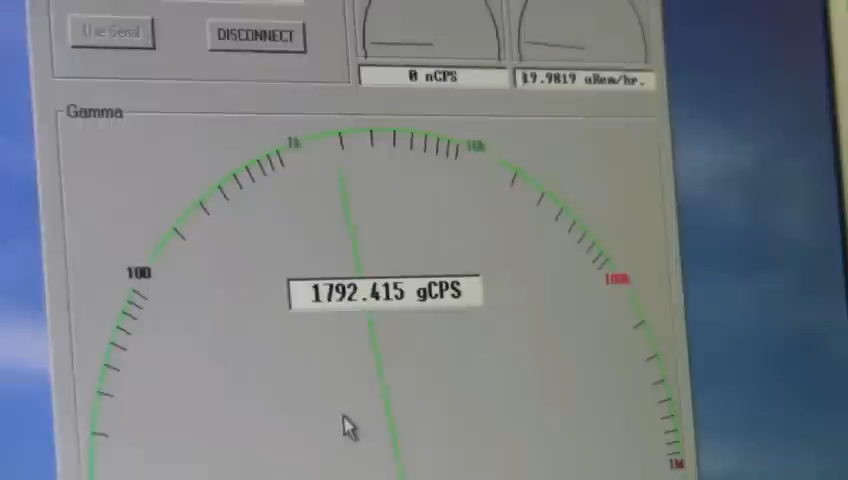 Use Serial
DISCONNECT
0 nCPS
19.9819 uRem/hr.
Gamma
1k
10k
100
1792.415 gCPS
100k
1M